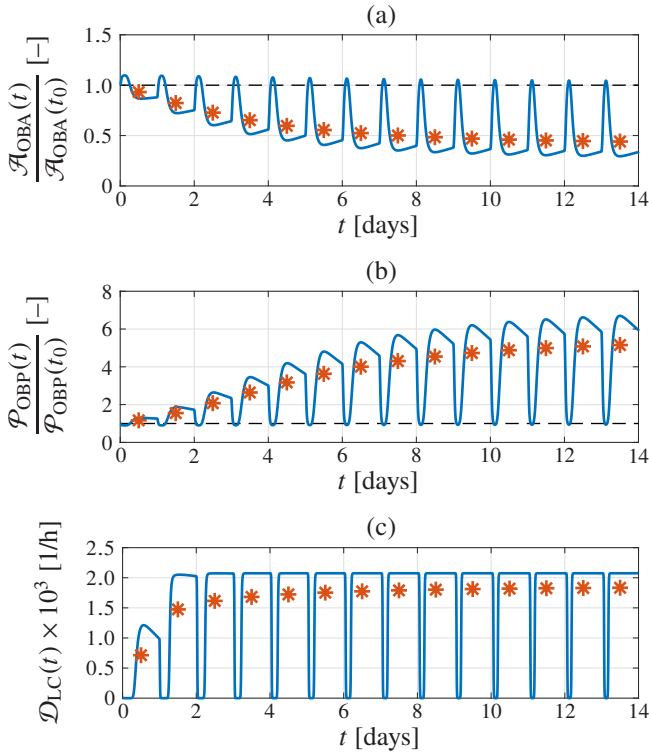 (a)
𝒜OBA(t)
𝒜OBA(t0)
[–]
1.5
1.0
0.5
0
0 2 4 6 8 10 12 14
t [days]
(b)
𝒫OBP(t)
𝒫OBP(t0)
[–]
8
6
4
2
0
0 2 4 6 8 10 12 14
t [days]
(c)
𝒟LC(t) × 10³ [1/h]
2.5
2.0
1.5
1.0
0.5
0
0 2 4 6 8 10 12 14
t [days]